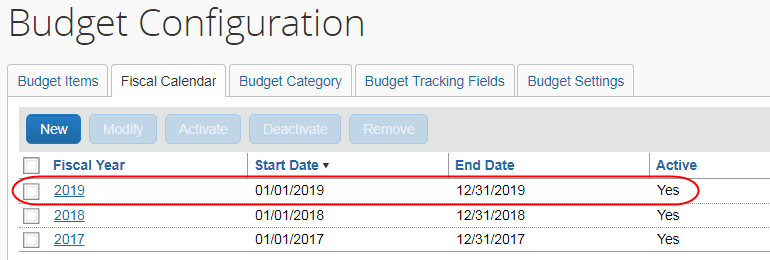 Budget Configuration
Budget Items Fiscal Calendar Budget Category Budget Tracking Fields Budget Settings
New Modify Activate Deactivate Remove
Fiscal Year Start Date End Date Active
2019 01/01/2019 12/31/2019 Yes
2018 01/01/2018 12/31/2018 Yes
2017 01/01/2017 12/31/2017 Yes